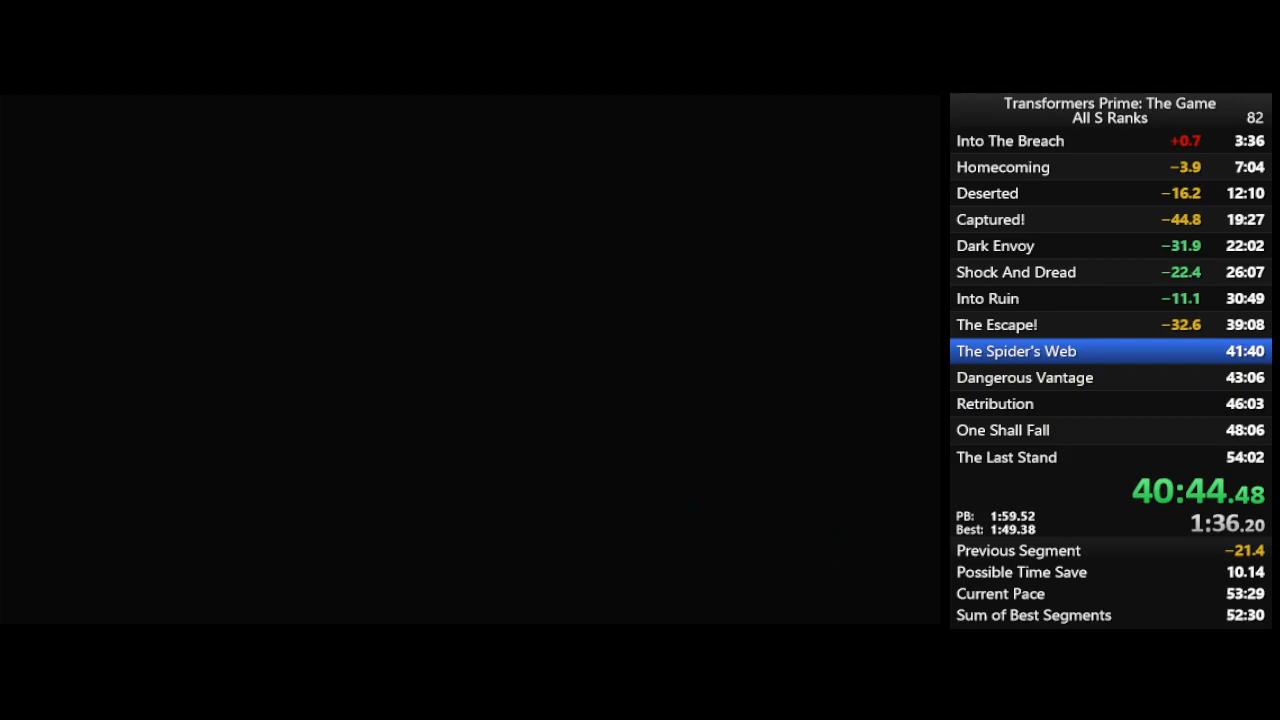 Transformers Prime: The Game
All S Ranks 82
Into The Breach +0.7 3:36
Homecoming −3.9 7:04
Deserted −16.2 12:10
Captured! −44.8 19:27
Dark Envoy −31.9 22:02
Shock And Dread −22.4 26:07
Into Ruin −11.1 30:49
The Escape! −32.6 39:08
The Spider's Web 41:40
Dangerous Vantage 43:06
Retribution 46:03
One Shall Fall 48:06
The Last Stand 54:02
40:44.48
PB: 1:59.52
Best: 1:49.38
1:36.20
Previous Segment −21.4
Possible Time Save 10.14
Current Pace 53:29
Sum of Best Segments 52:30